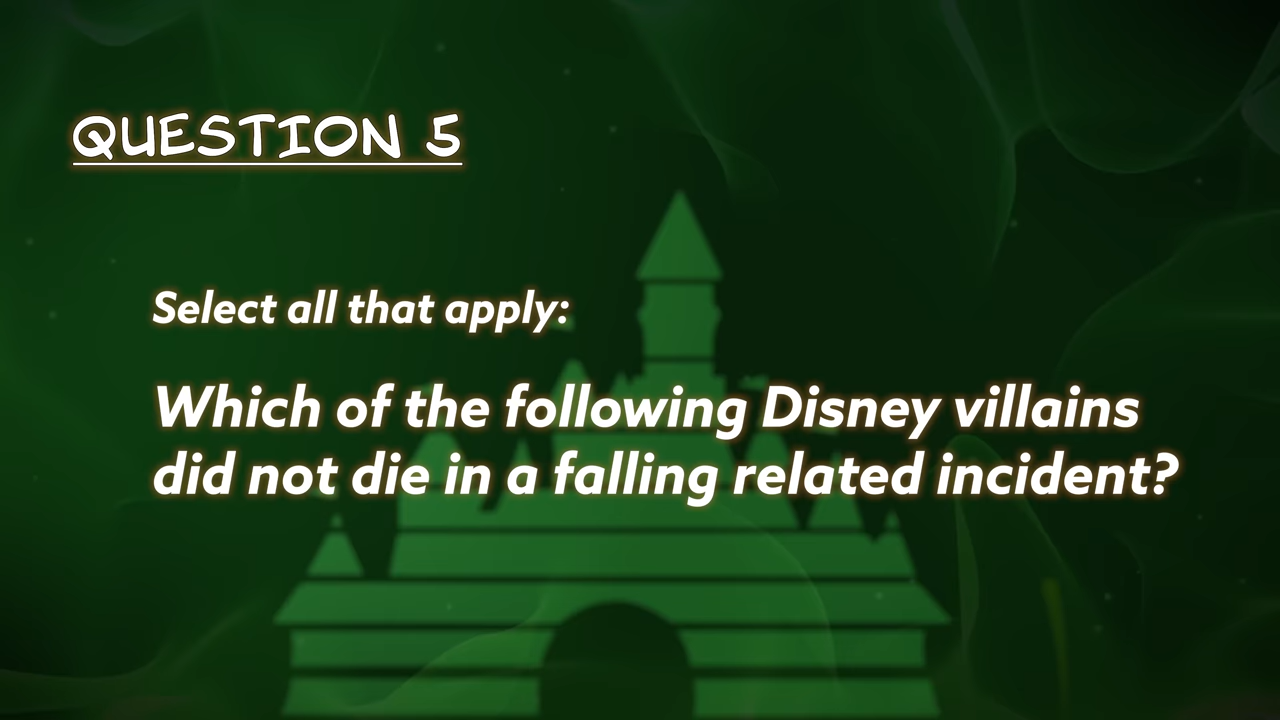 QUESTION 5
Select all that apply:
Which of the following Disney villains
did not die in a falling related incident?